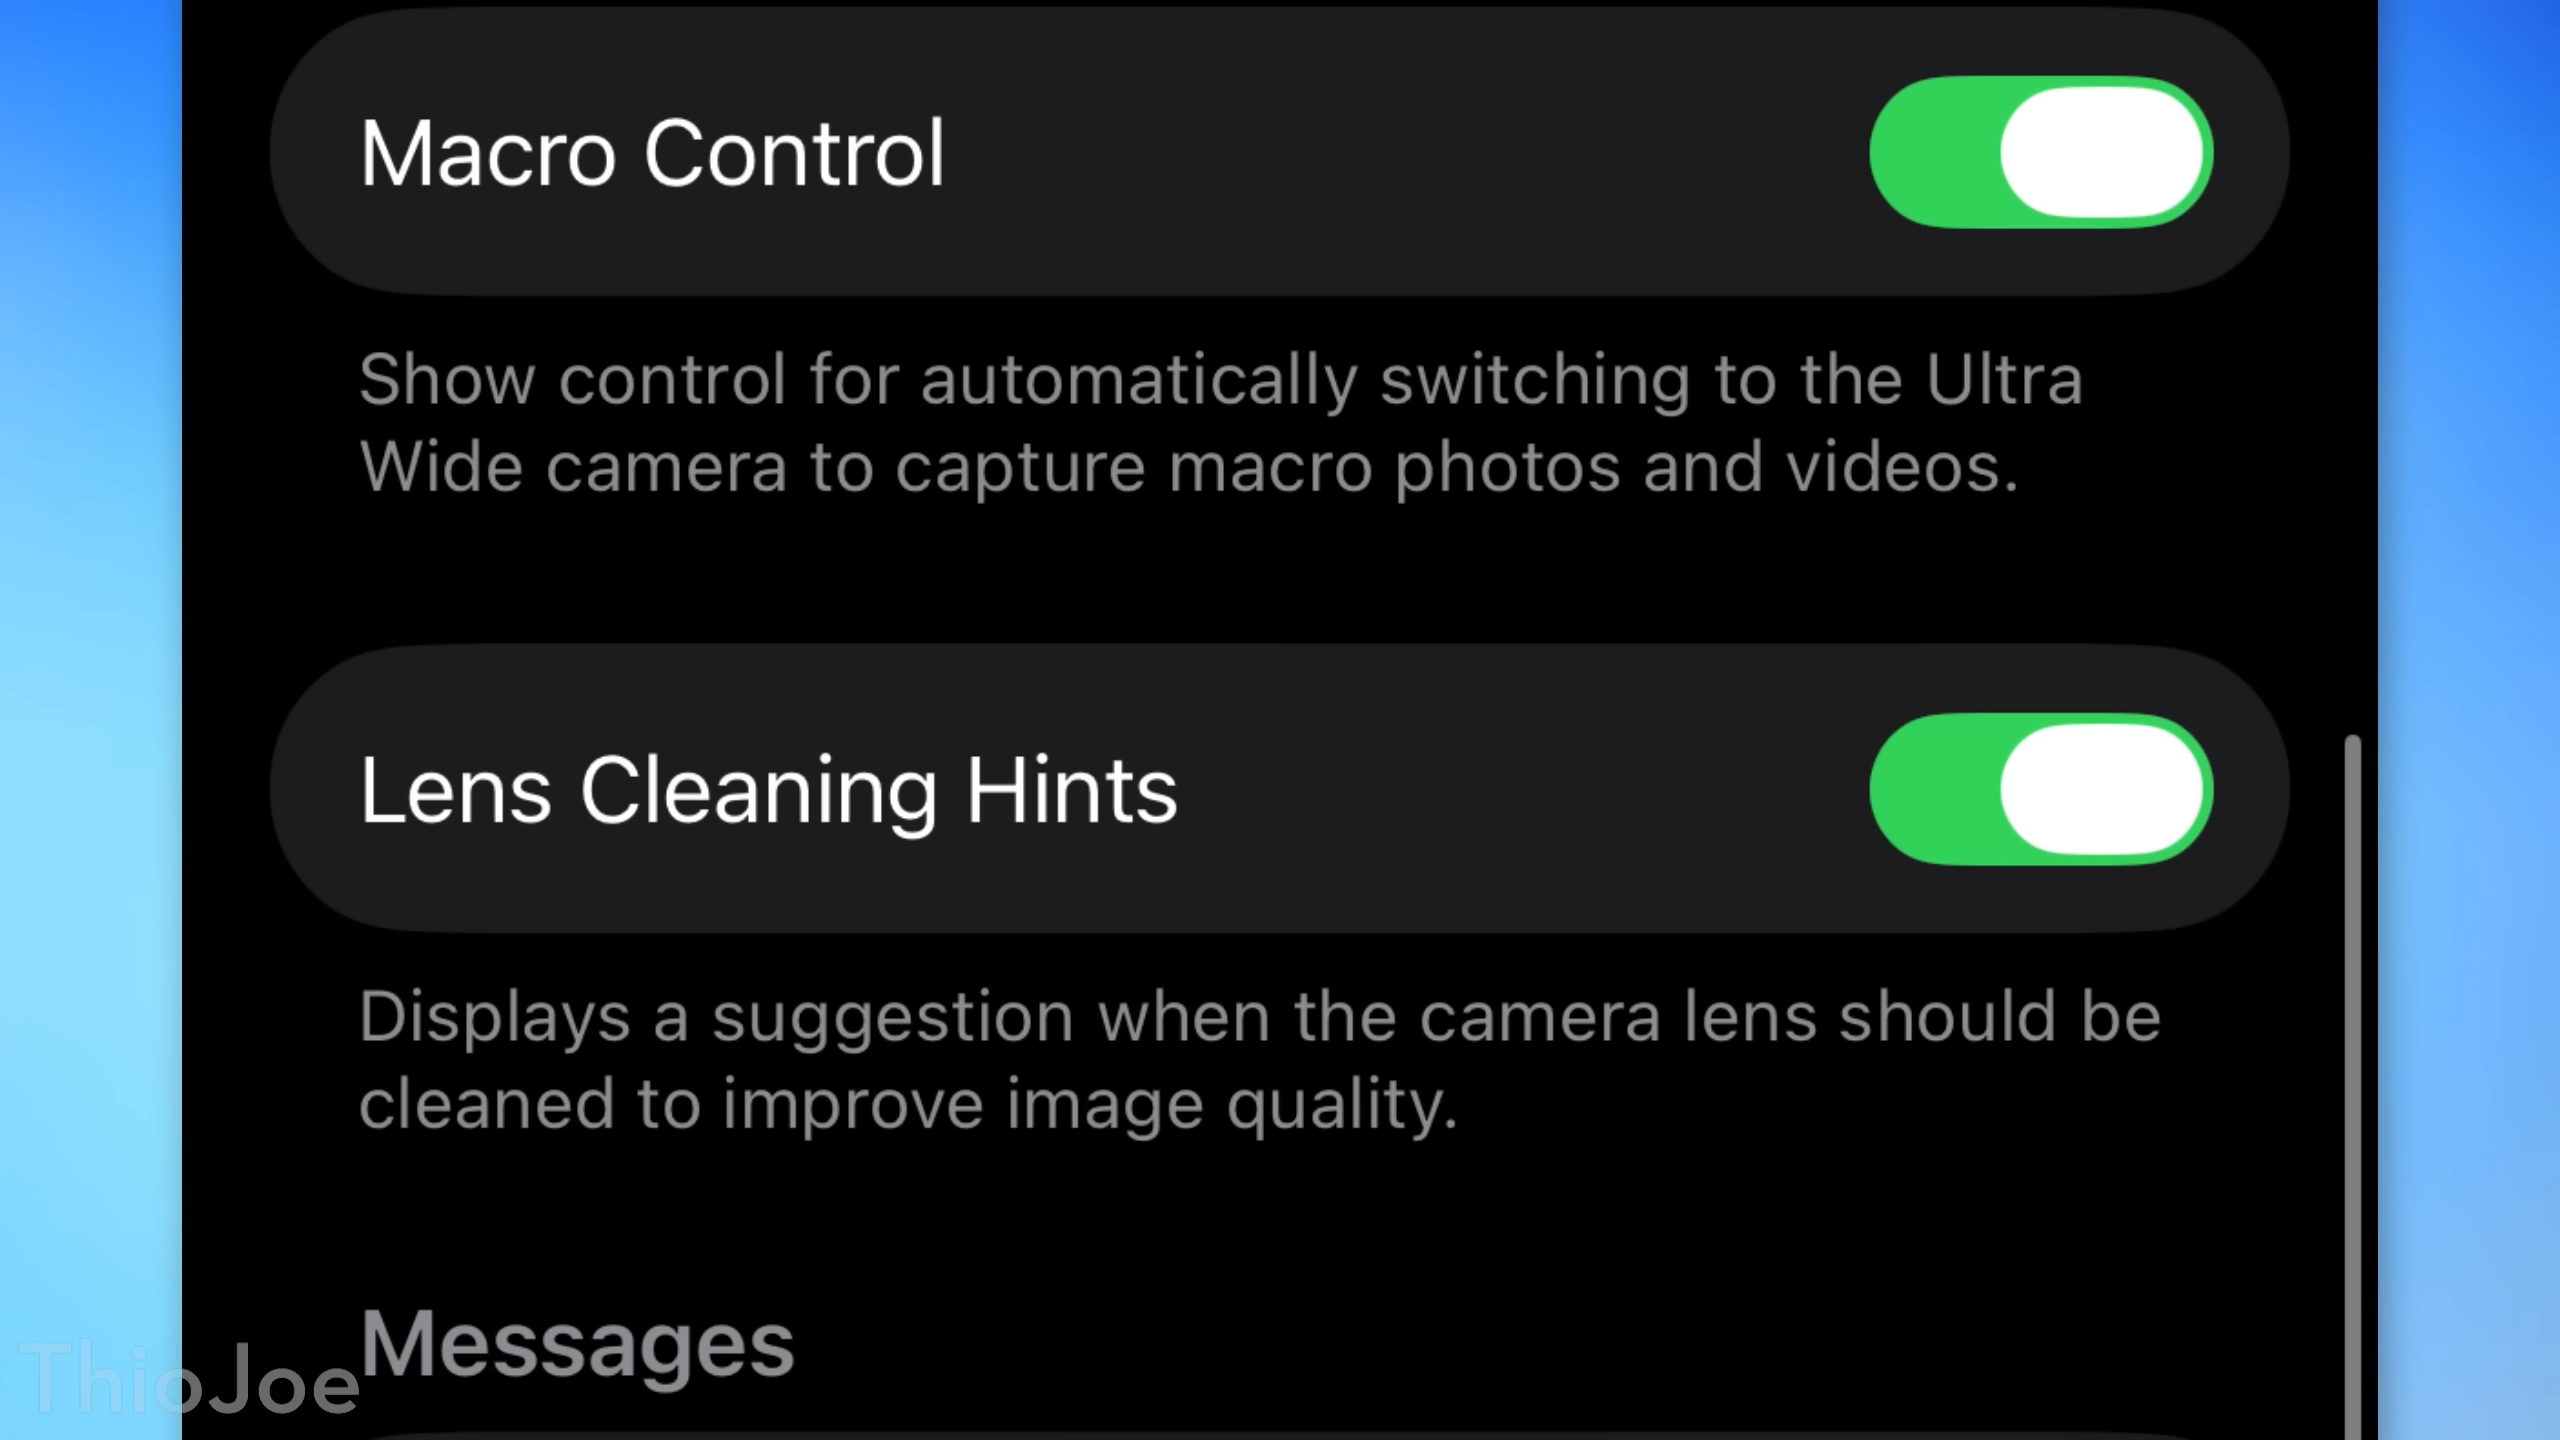 Macro Control
Show control for automatically switching to the Ultra
Wide camera to capture macro photos and videos.
Lens Cleaning Hints
Displays a suggestion when the camera lens should be
cleaned to improve image quality.
Messages
ThioJoe